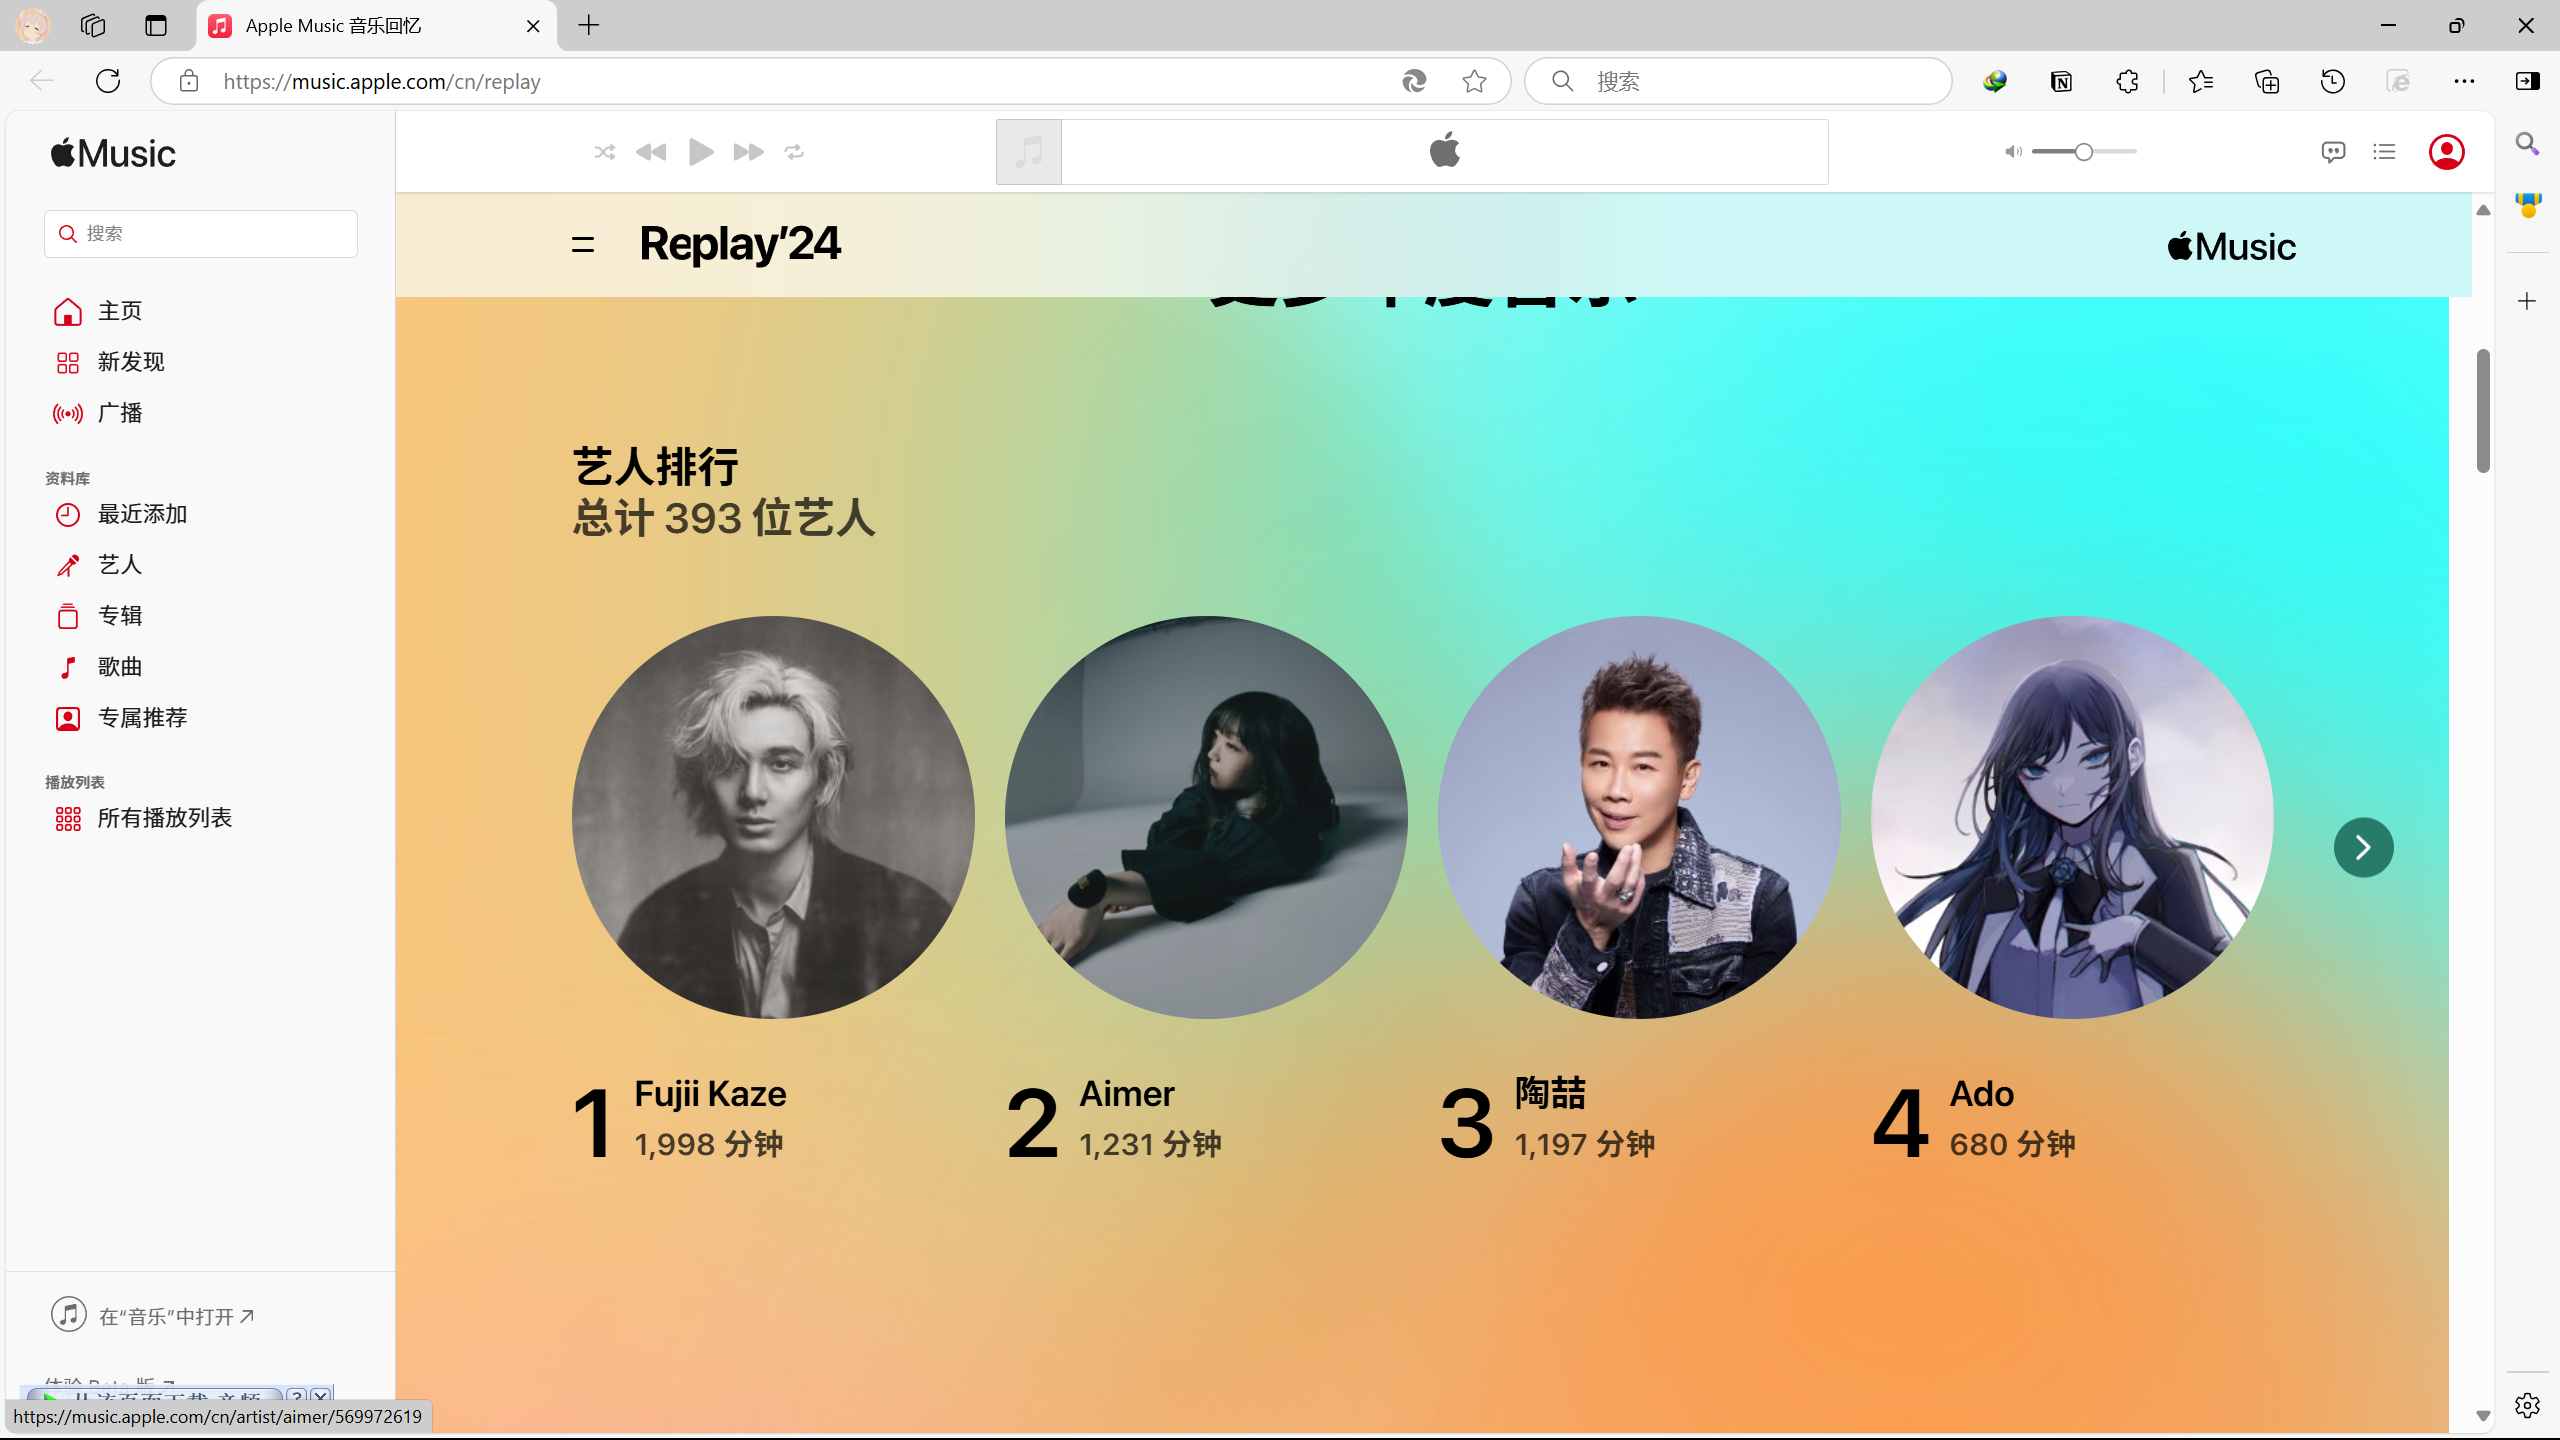 Apple Music 音乐回忆
https://music.apple.com/cn/replay
搜索
Music
搜索
主页
新发现
广播
资料库
最近添加
艺人
专辑
歌曲
专属推荐
播放列表
所有播放列表
在“音乐”中打开
Replay’24
Music
艺人排行
总计 393 位艺人
1
Fujii Kaze
1,998 分钟
2
Aimer
1,231 分钟
3
陶喆
1,197 分钟
4
Ado
680 分钟
https://music.apple.com/cn/artist/aimer/569972619